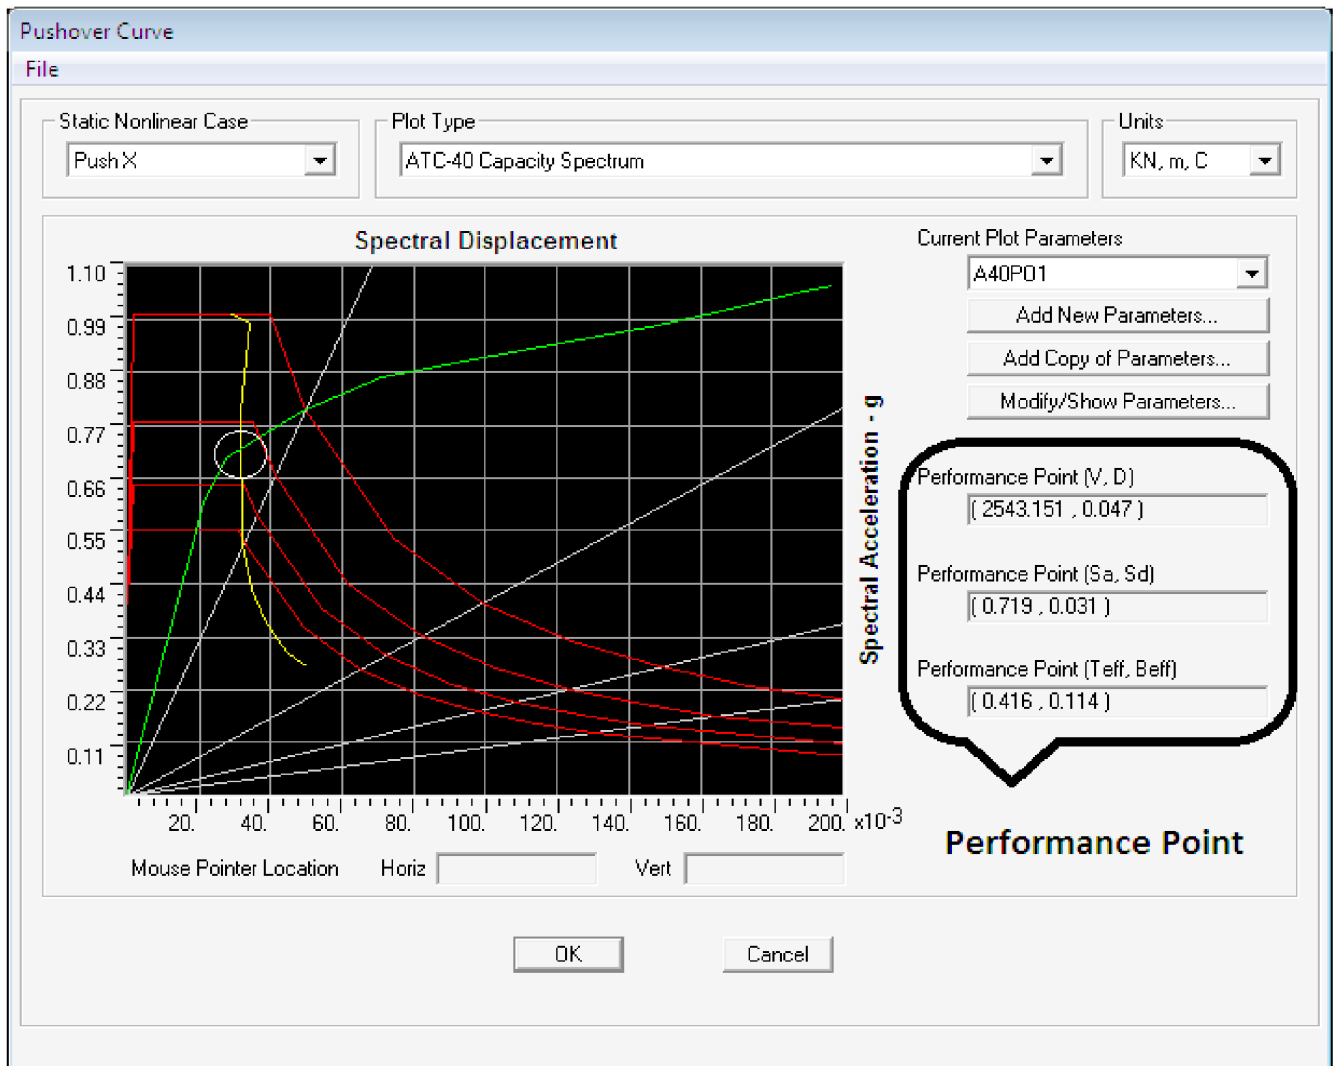 Pushover Curve
File
Static Nonlinear Case
Push X
Plot Type
ATC-40 Capacity Spectrum
Units
KN, m, C
Spectral Displacement
1.10
0.99
0.88
0.77
0.66
0.55
0.44
0.33
0.22
0.11
20. 40. 60. 80. 100. 120. 140. 160. 180. 200. x10-3
Spectral Acceleration - g
Mouse Pointer Location Horiz Vert
Current Plot Parameters
A40PO1
Add New Parameters...
Add Copy of Parameters...
Modify/Show Parameters...
Performance Point (V, D)
( 2543.151 , 0.047 )
Performance Point (Sa, Sd)
( 0.719 , 0.031 )
Performance Point (Teff, Beff)
( 0.416 , 0.114 )
Performance Point
OK Cancel